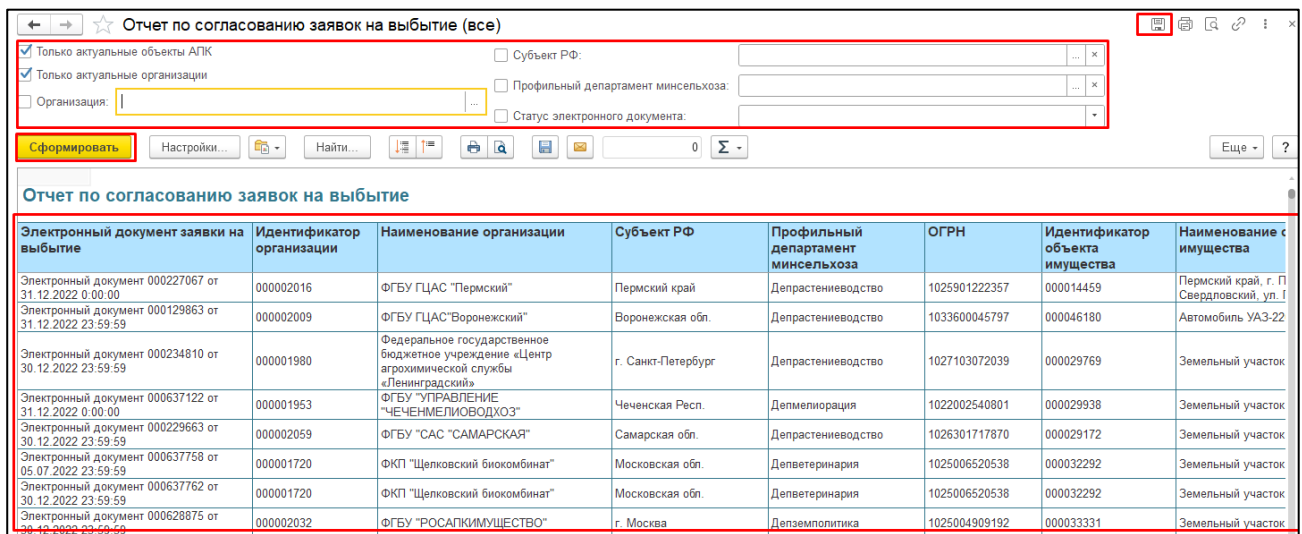 Отчет по согласованию заявок на выбытие (все)
Только актуальные объекты АПК
Субъект РФ:
Только актуальные организации
Профильный департамент минсельхоза:
Организация:
Статус электронного документа:
Сформировать Настройки... Найти... 0 Σ Еще ?
Отчет по согласованию заявок на выбытие
Электронный документ заявки на Идентификатор Наименование организации Субъект РФ Профильный ОГРН Идентификатор Наименование
выбытие организации департамент объекта имущества
минсельхоза имущества
Электронный документ 000227067 от Пермский край, г.
000002016 ФГБУ ГЦАС "Пермский" Пермский край Депрастениеводство 1025901222357 000014459
31.12.2022 0:00:00 Свердловский, ул.
Электронный документ 000129863 от
000002009 ФГБУ ГЦАС"Воронежский" Воронежская обл. Депрастениеводство 1033600045797 000046180 Автомобиль УАЗ-22
31.12.2022 23:59:59
Федеральное государственное
Электронный документ 000234810 от бюджетное учреждение «Центр
000001980 г. Санкт-Петербург Депрастениеводство 1027103072039 000029769 Земельный участок
30.12.2022 23:59:59 агрохимической службы
«Ленинградский»
Электронный документ 000637122 от ФГБУ "УПРАВЛЕНИЕ
000001953 Чеченская Респ. Депмелиорация 1022002540801 000029938 Земельный участок
31.12.2022 0:00:00 "ЧЕЧЕНМЕЛИОВОДХОЗ"
Электронный документ 000229663 от
000002059 ФГБУ "САС "САМАРСКАЯ" Самарская обл. Депрастениеводство 1026301717870 000029172 Земельный участок
30.12.2022 23:59:59
Электронный документ 000637758 от
000001720 ФКП "Щелковский биокомбинат" Московская обл. Депветеринария 1025006520538 000032292 Земельный участок
05.07.2022 23:59:59
Электронный документ 000637762 от
000001720 ФКП "Щелковский биокомбинат" Московская обл. Депветеринария 1025006520538 000032292 Земельный участок
30.12.2022 23:59:59
Электронный документ 000628875 от
000002032 ФГБУ "РОСАПКИМУЩЕСТВО" г. Москва Депземполитика 1025004909192 000033331 Земельный участок
30.12.2022 23:59:59